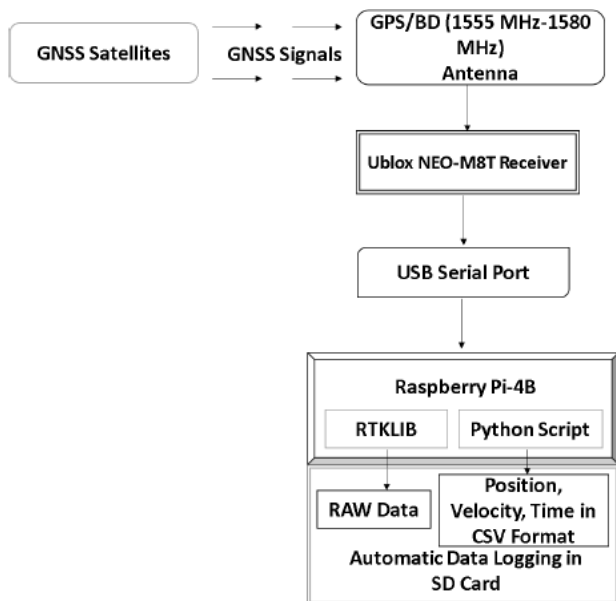 GNSS Satellites
GNSS Signals
GPS/BD (1555 MHz-1580
MHz)
Antenna
Ublox NEO-M8T Receiver
USB Serial Port
Raspberry Pi-4B
RTKLIB
Python Script
RAW Data
Position,
Velocity, Time in
CSV Format
Automatic Data Logging in
SD Card